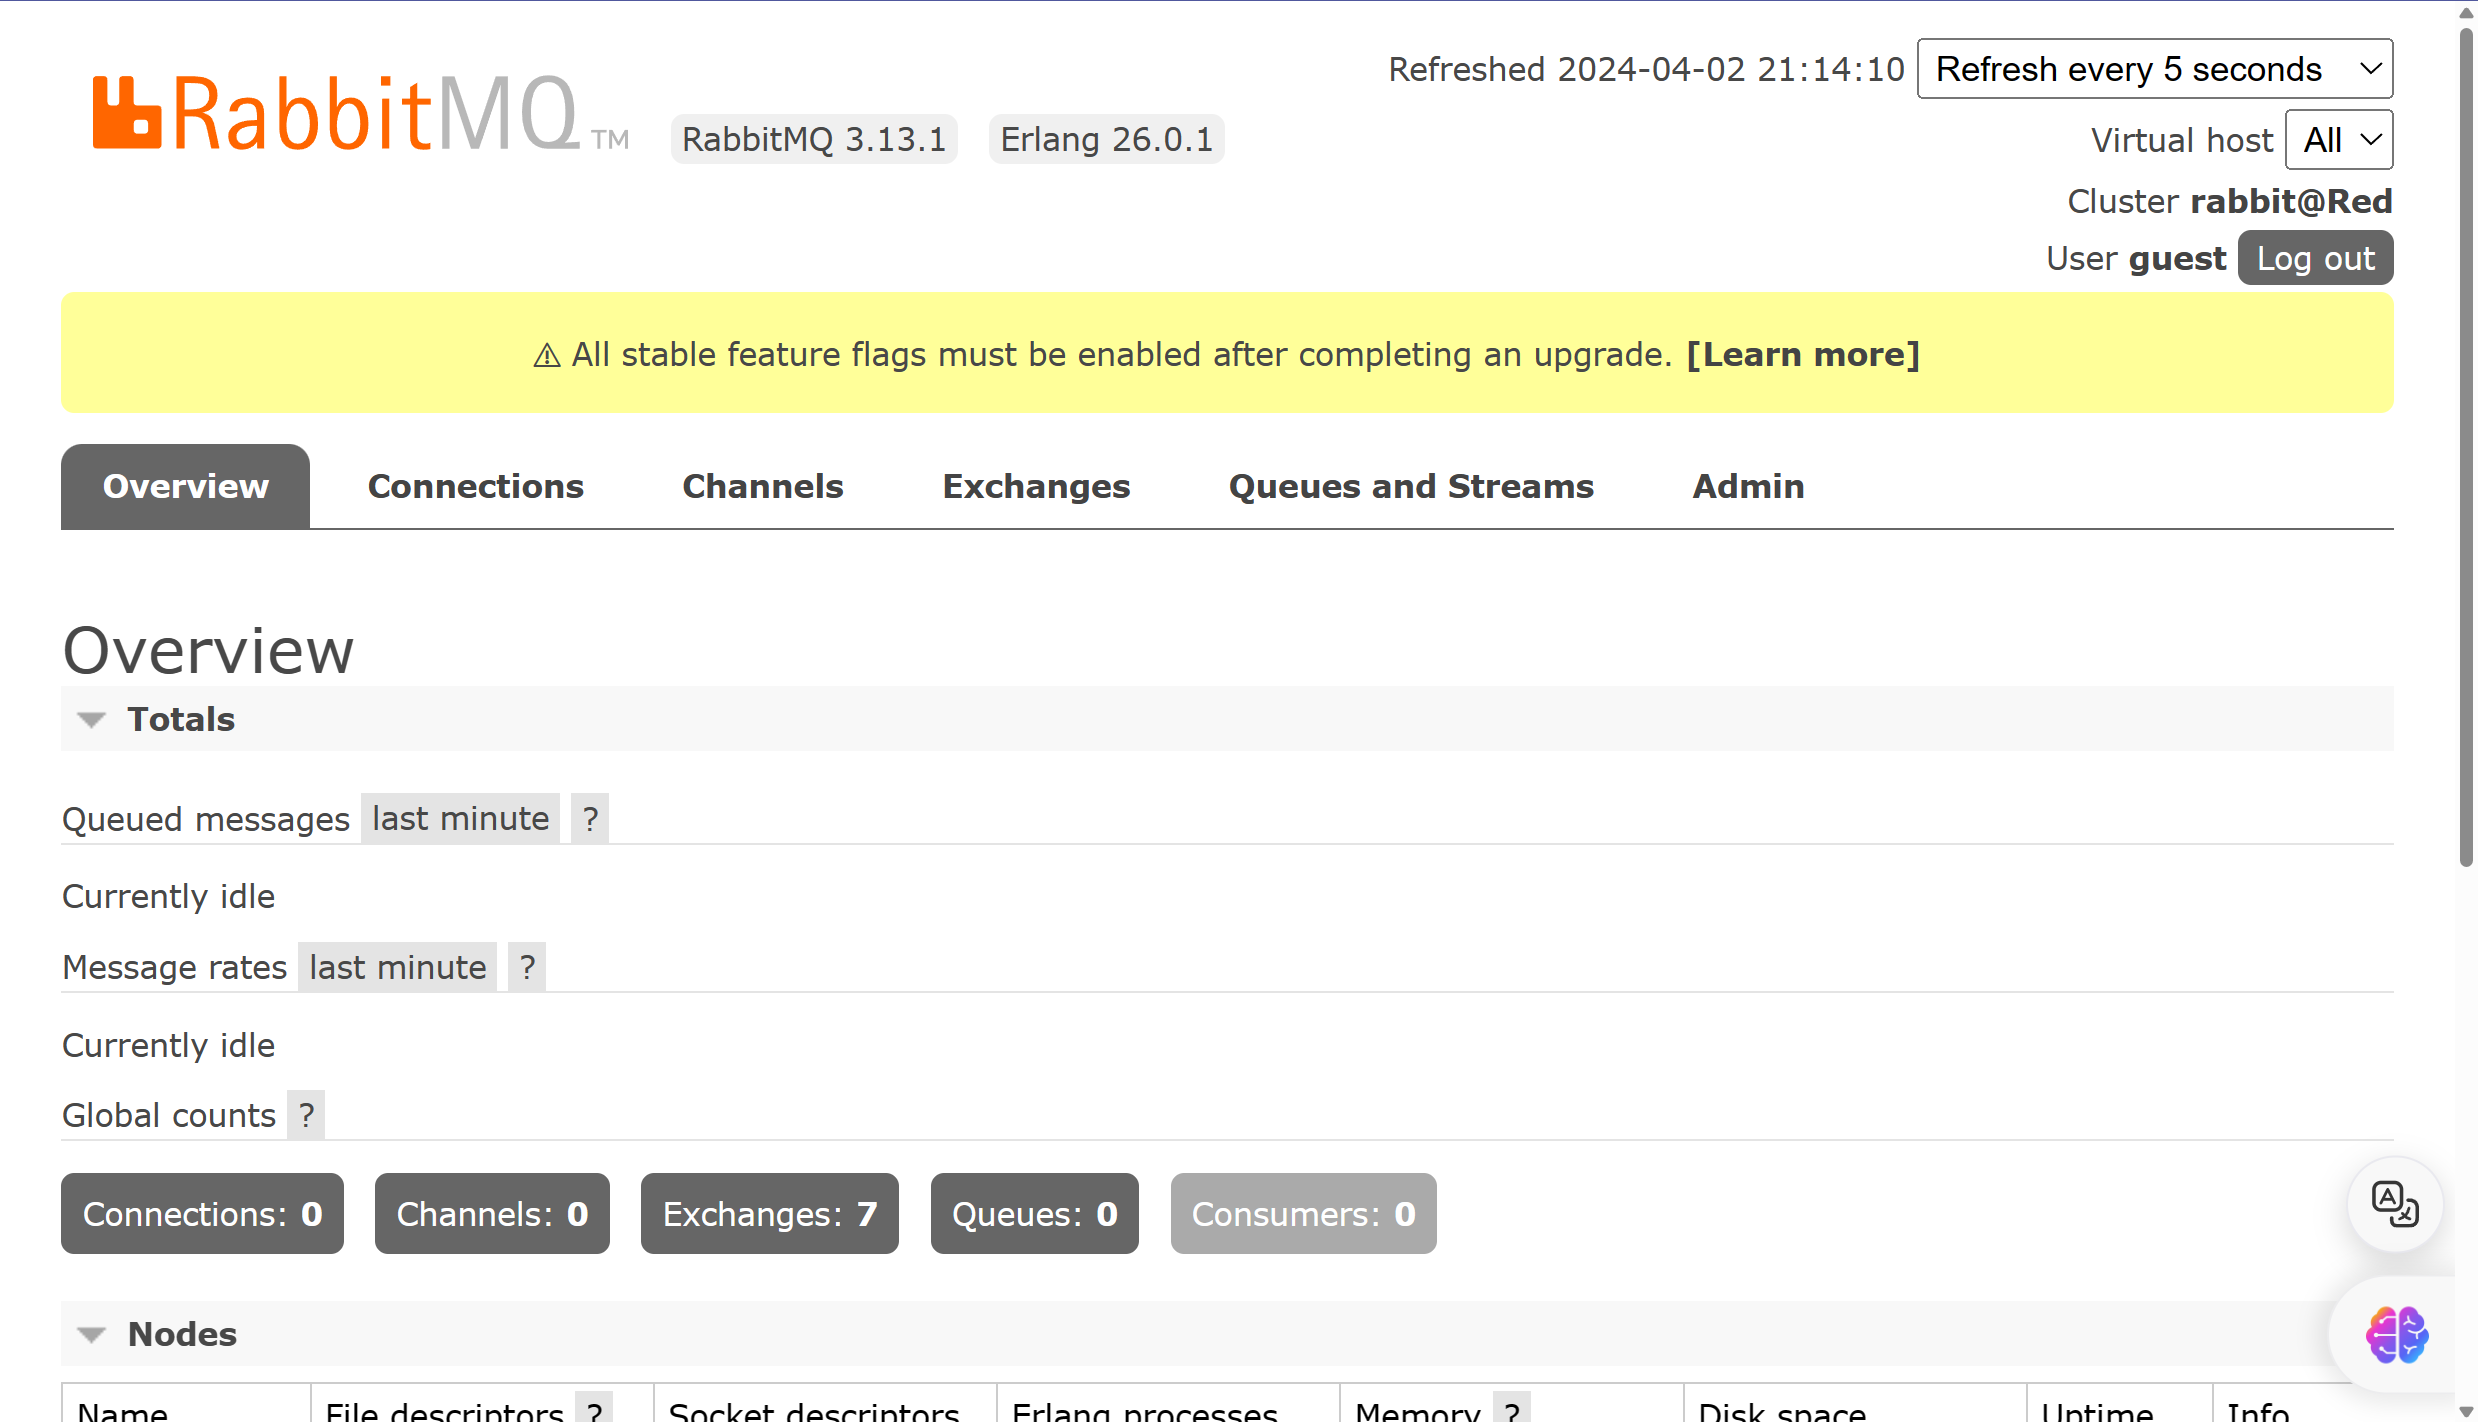 Refreshed 2024-04-02 21:14:10 Refresh every 5 seconds
RabbitMQ TM RabbitMQ 3.13.1 Erlang 26.0.1
Virtual host All
Cluster rabbit@Red
User guest Log out
⚠ All stable feature flags must be enabled after completing an upgrade. [Learn more]
Overview Connections Channels Exchanges Queues and Streams Admin
Overview
Totals
Queued messages last minute ?
Currently idle
Message rates last minute ?
Currently idle
Global counts ?
Connections: 0 Channels: 0 Exchanges: 7 Queues: 0 Consumers: 0
Nodes
Name File descriptors ? Socket descriptors Erlang processes Memory ? Disk space Uptime Info